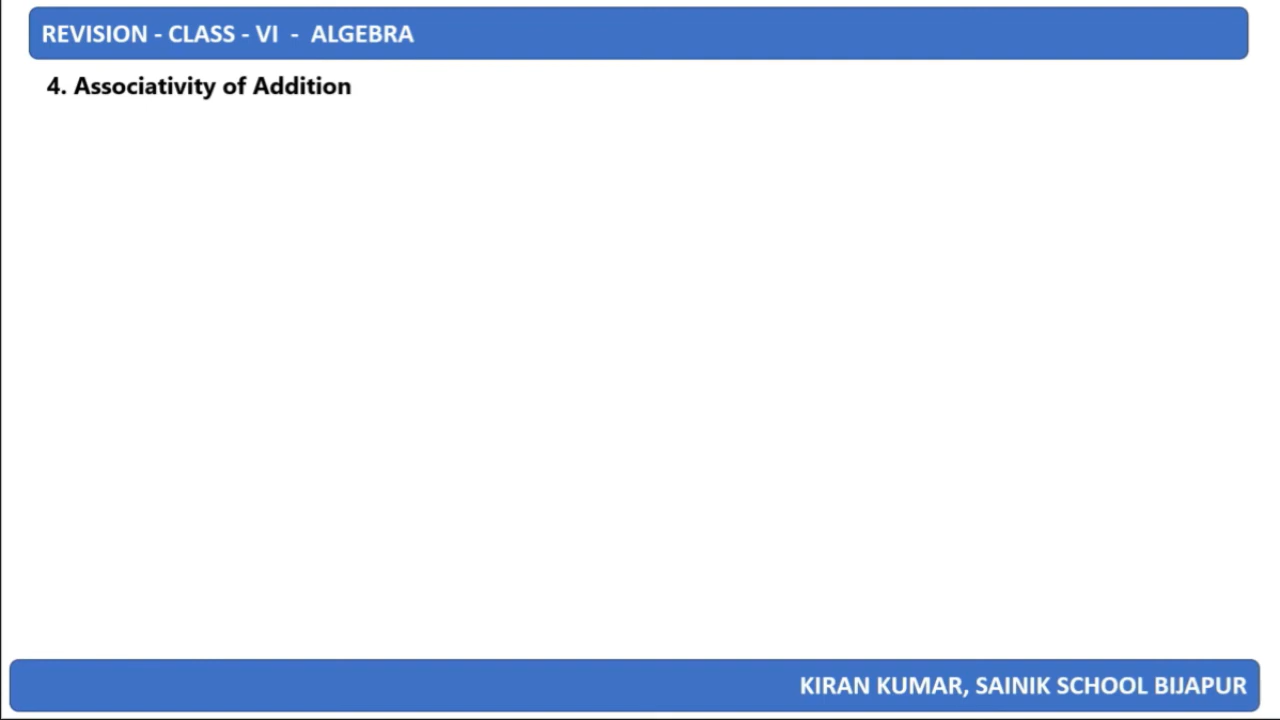 REVISION - CLASS - VI - ALGEBRA
4. Associativity of Addition
KIRAN KUMAR, SAINIK SCHOOL BIJAPUR